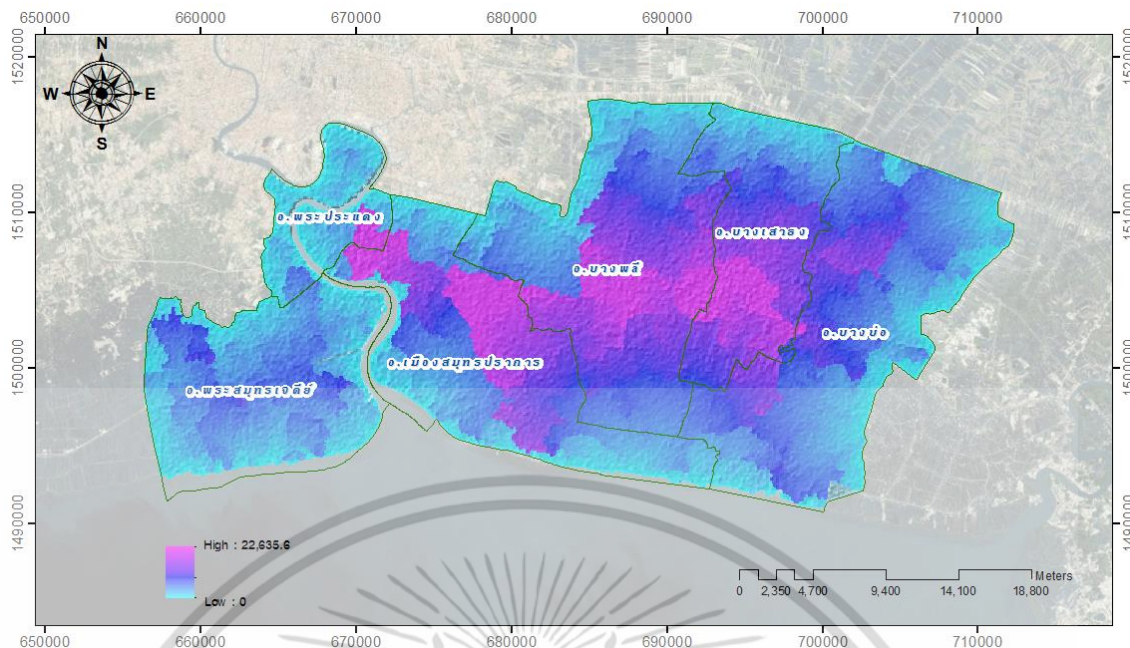 650000 660000 670000 680000 690000 700000 710000
1520000 1520000
N
W E
S
1510000 1510000
อ.พระประแดง
อ.บางเสาธง
อ.บางพลี
อ.บางบ่อ
อ.เมืองสมุทรปราการ
1500000 1500000
อ.พระสมุทรเจดีย์
1490000 1490000
High : 22,635.6
Low : 0
Meters
0 2,350 4,700 9,400 14,100 18,800
650000 660000 670000 680000 690000 700000 710000